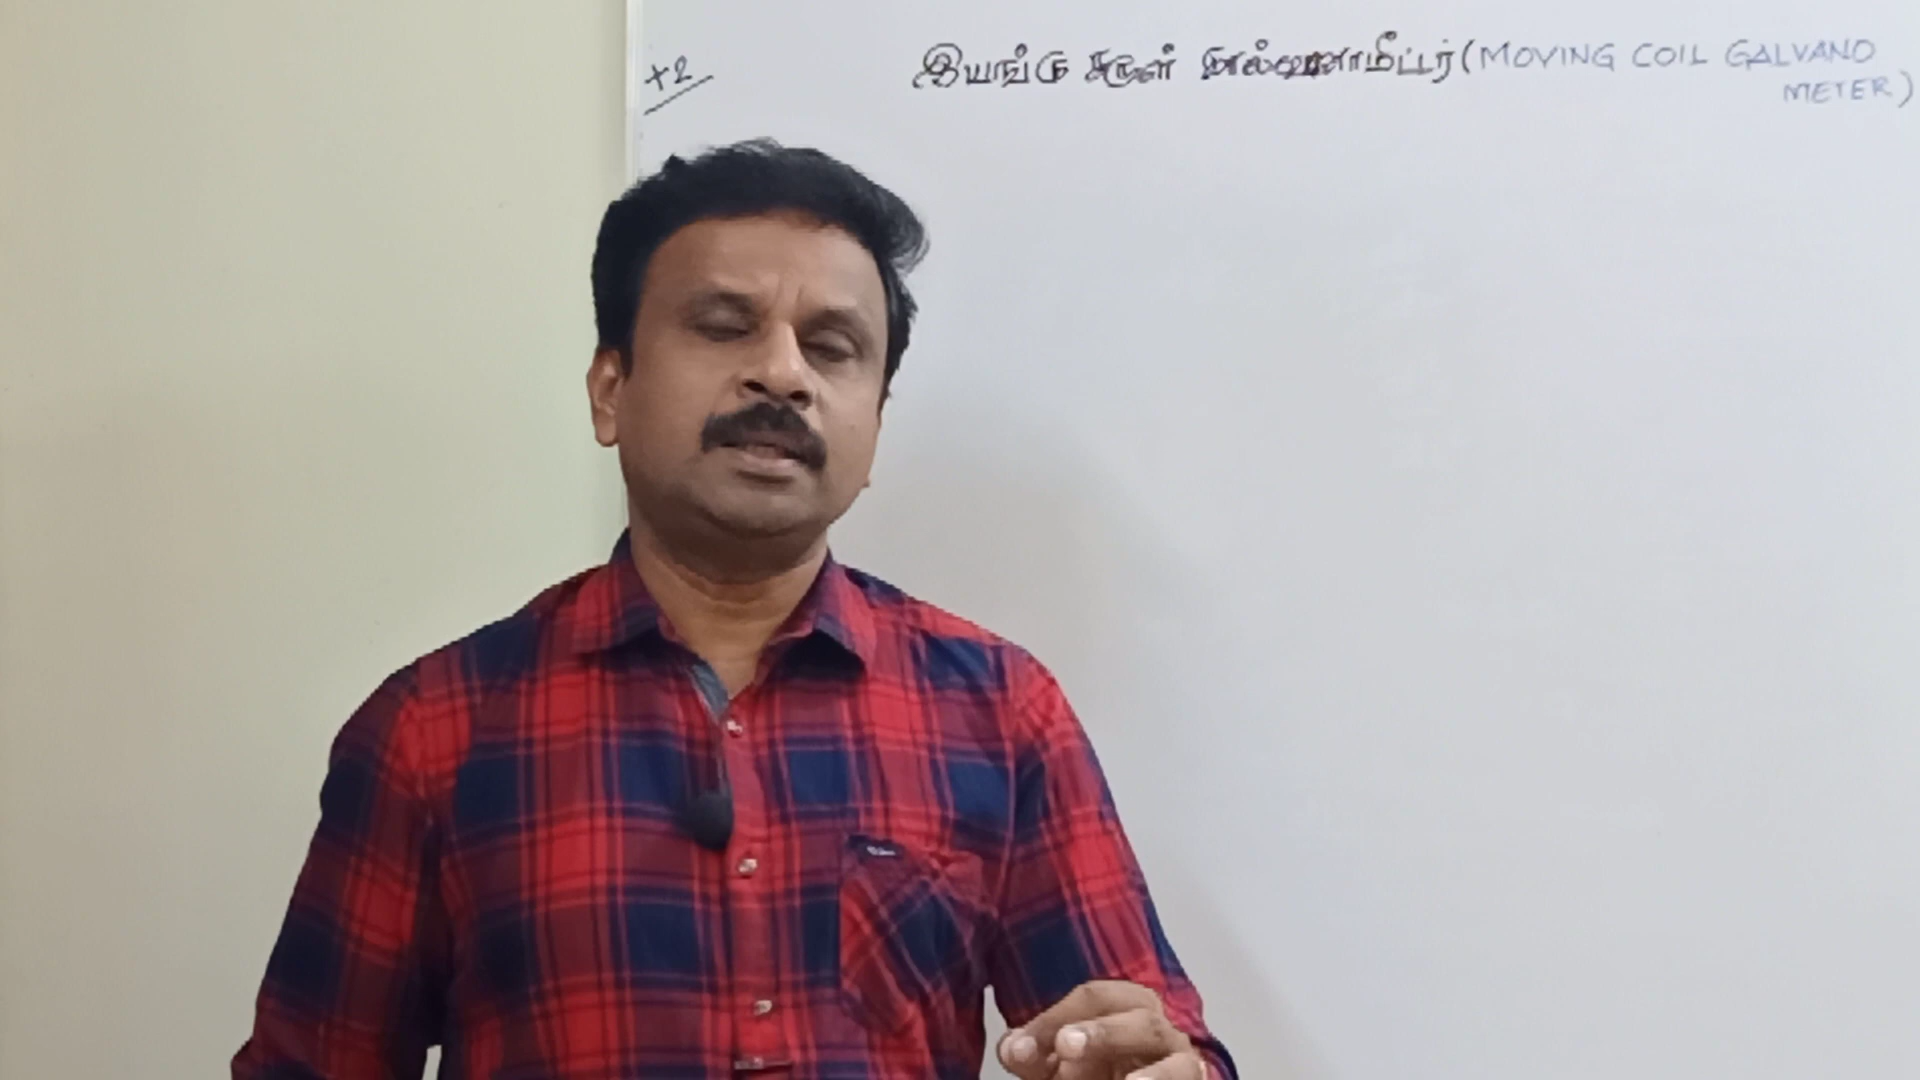 +2
இயங்கு சுருள் கால்வனாமீட்டர் (MOVING COIL GALVANO
METER)